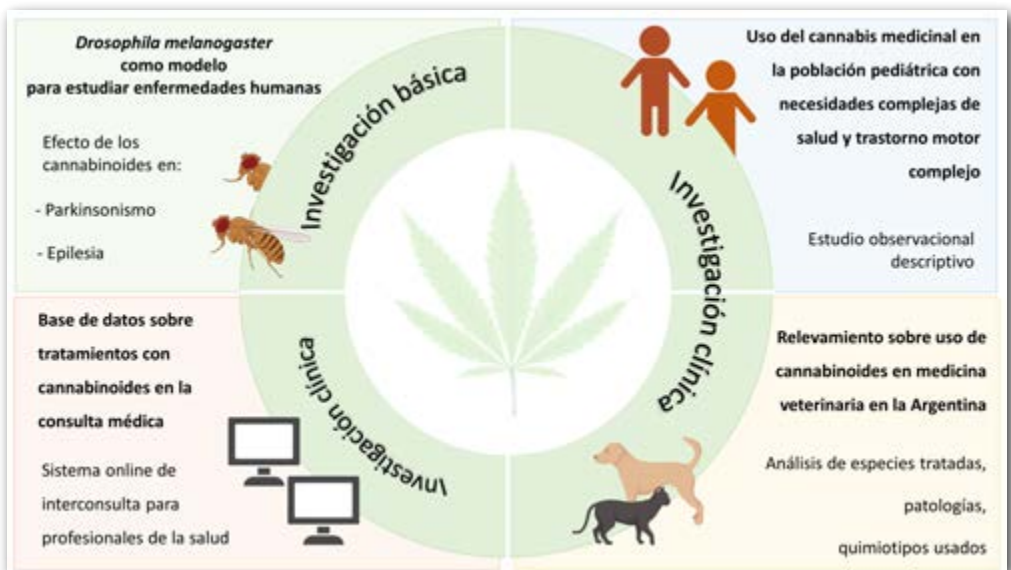 Drosophila melanogaster
como modelo
para estudiar enfermedades humanas
Efecto de los
cannabinoides en:
- Parkinsonismo
- Epilesia
Investigación básica
Uso del cannabis medicinal en
la población pediátrica con
necesidades complejas de
salud y trastorno motor
complejo
Estudio observacional
descriptivo
Investigación clínica
Base de datos sobre
tratamientos con
cannabinoides en la
consulta médica
Sistema online de
interconsulta para
profesionales de la salud
Investigación clínica
Relevamiento sobre uso de
cannabinoides en medicina
veterinaria en la Argentina
Análisis de especies tratadas,
patologías,
quimiotipos usados